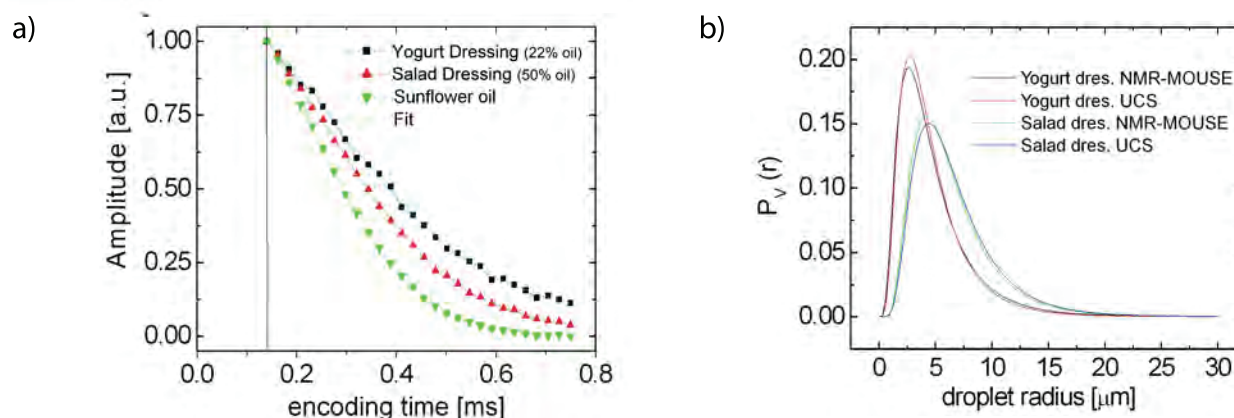 a)
Yogurt Dressing (22% oil)
Salad Dressing (50% oil)
Sunflower oil
Fit
Amplitude [a.u.]
1.00
0.75
0.50
0.25
0.00
0.0 0.2 0.4 0.6 0.8
encoding time [ms]
b)
Yogurt dres. NMR-MOUSE
Yogurt dres. UCS
Salad dres. NMR-MOUSE
Salad dres. UCS
Pᵥ (r)
0.20
0.15
0.10
0.05
0.00
0 5 10 15 20 25 30
droplet radius [μm]